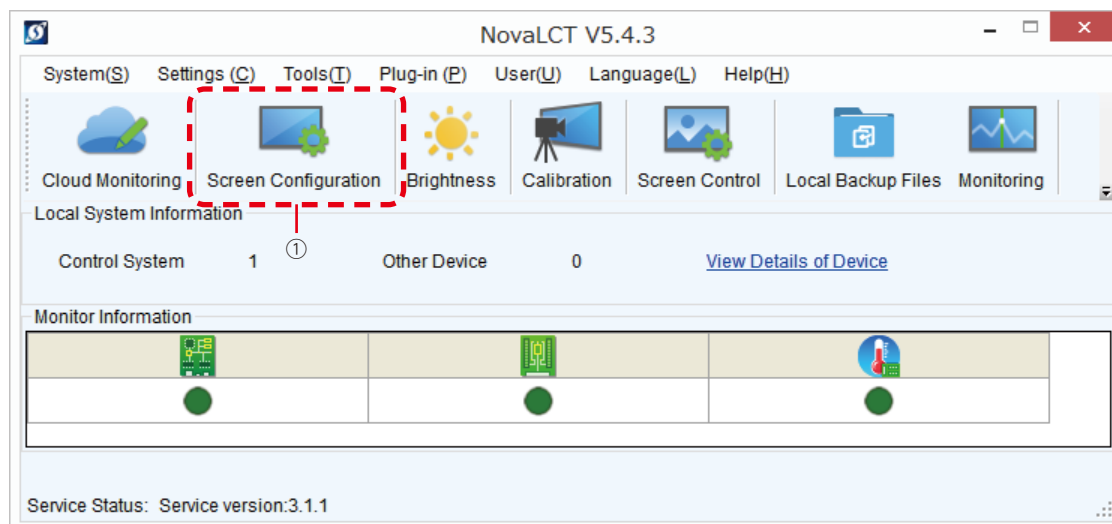 NovaLCT V5.4.3
System(S) Settings (C) Tools(T) Plug-in (P) User(U) Language(L) Help(H)
Cloud Monitoring Screen Configuration Brightness Calibration Screen Control Local Backup Files Monitoring
Local System Information
①
Control System 1 Other Device 0 View Details of Device
Monitor Information
Service Status: Service version:3.1.1